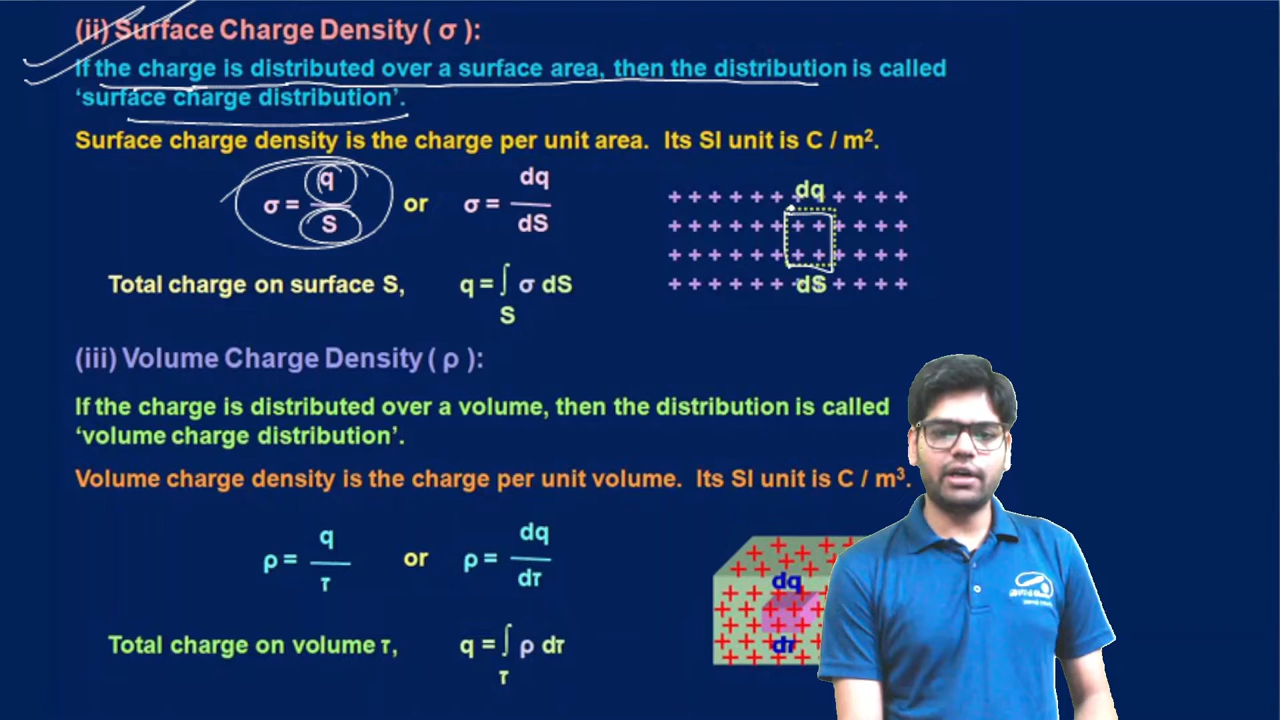 (ii) Surface Charge Density ( σ ):
If the charge is distributed over a surface area, then the distribution is called
‘surface charge distribution’.
Surface charge density is the charge per unit area. Its SI unit is C / m².
σ = q / S or σ = dq / dS
dq
dS
Total charge on surface S, q = ∫ σ dS
S
(iii) Volume Charge Density ( ρ ):
If the charge is distributed over a volume, then the distribution is called
‘volume charge distribution’.
Volume charge density is the charge per unit volume. Its SI unit is C / m³.
ρ = q / τ or ρ = dq / dτ
dq
dτ
Total charge on volume τ, q = ∫ ρ dτ
τ